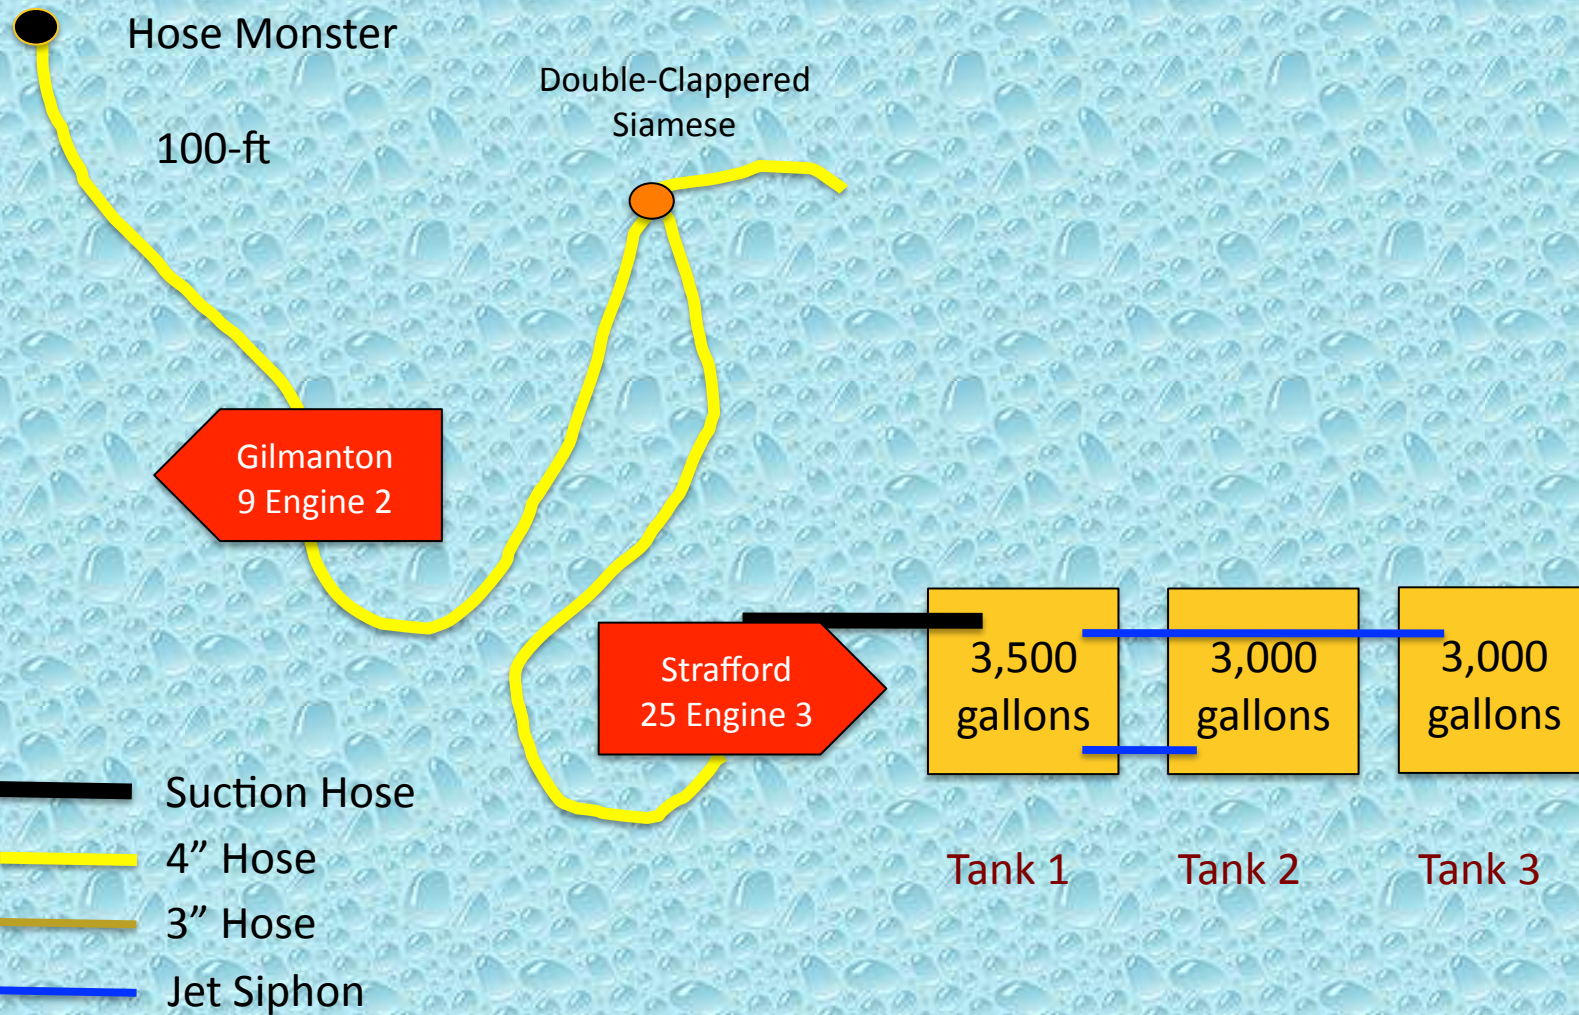 Hose Monster
Double-Clappered
Siamese
100-ft
Gilmanton
9 Engine 2
Strafford
25 Engine 3
3,500
gallons
3,000
gallons
3,000
gallons
Tank 1
Tank 2
Tank 3
Suction Hose
4” Hose
3” Hose
Jet Siphon